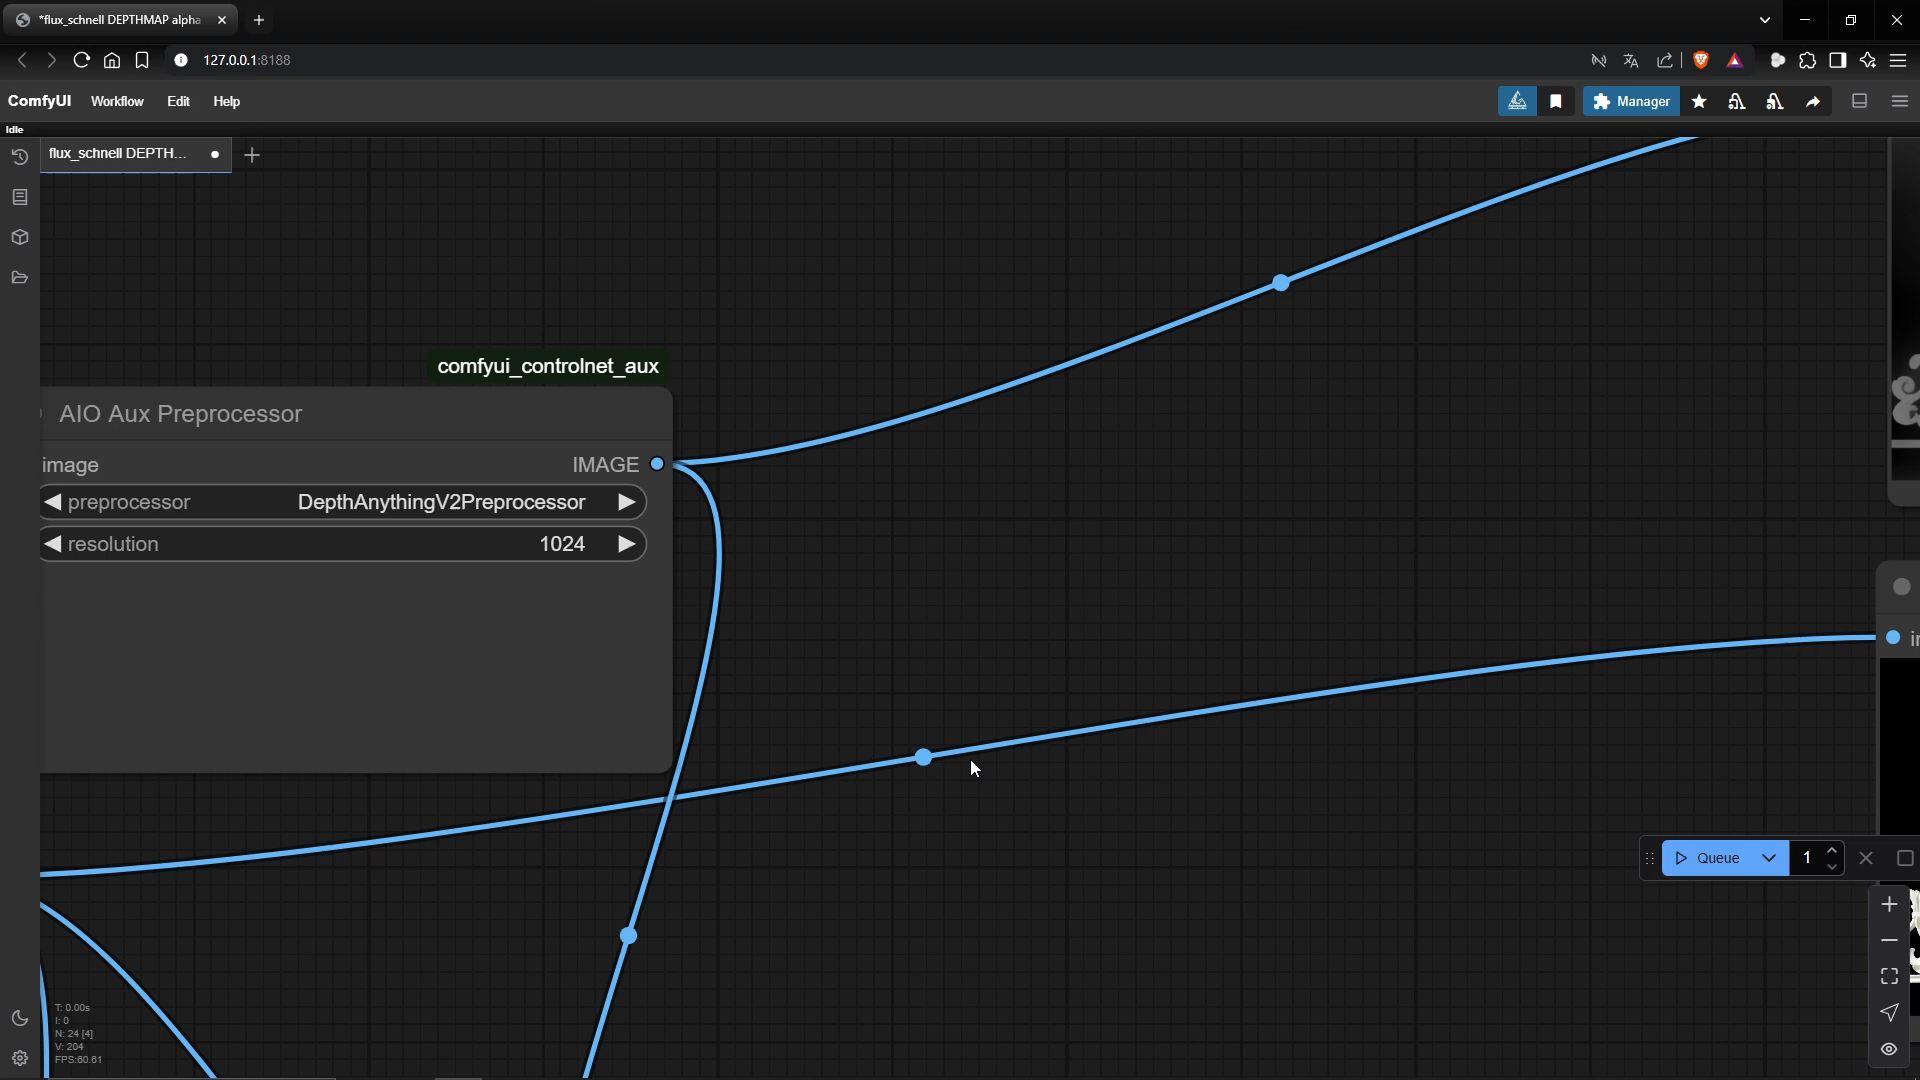 *flux_schnell DEPTHMAP alpha
127.0.0.1:8188
ComfyUI
Workflow
Edit
Help
Manager
Idle
flux_schnell DEPTH...
comfyui_controlnet_aux
AIO Aux Preprocessor
image
IMAGE
preprocessor
DepthAnythingV2Preprocessor
resolution
1024
Queue
1
T: 0.00s
I: 0
N: 24 [4]
V: 204
FPS:60.61